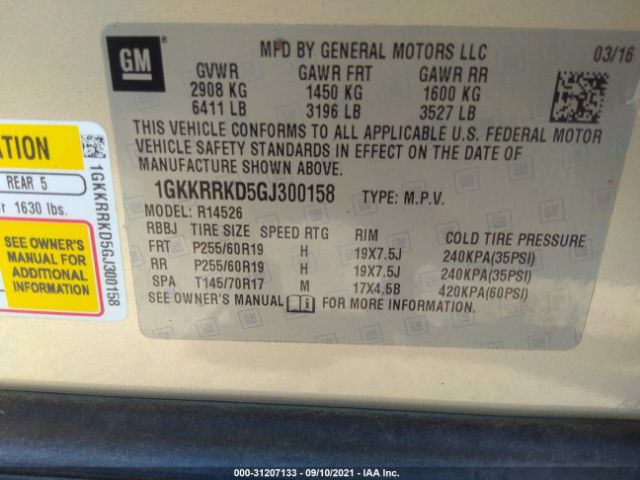 GM
MFD BY GENERAL MOTORS LLC 03/16
GVWR GAWR FRT GAWR RR
2908 KG 1450 KG 1600 KG
6411 LB 3196 LB 3527 LB
THIS VEHICLE CONFORMS TO ALL APPLICABLE U.S. FEDERAL MOTOR
VEHICLE SAFETY STANDARDS IN EFFECT ON THE DATE OF
MANUFACTURE SHOWN ABOVE.
1GKKRRKD5GJ300158 TYPE: M.P.V.
MODEL: R14526
RBBJ TIRE SIZE SPEED RTG RIM COLD TIRE PRESSURE
FRT P255/60R19 H 19X7.5J 240KPA(35PSI)
RR P255/60R19 H 19X7.5J 240KPA(35PSI)
SPA T145/70R17 M 17X4.5B 420KPA(60PSI)
SEE OWNER'S MANUAL FOR MORE INFORMATION.
REAR 5
1630 lbs.
SEE OWNER'S
MANUAL FOR
ADDITIONAL
INFORMATION
1GKKRRKD5GJ300158
000-31207133 - 09/10/2021 - IAA Inc.